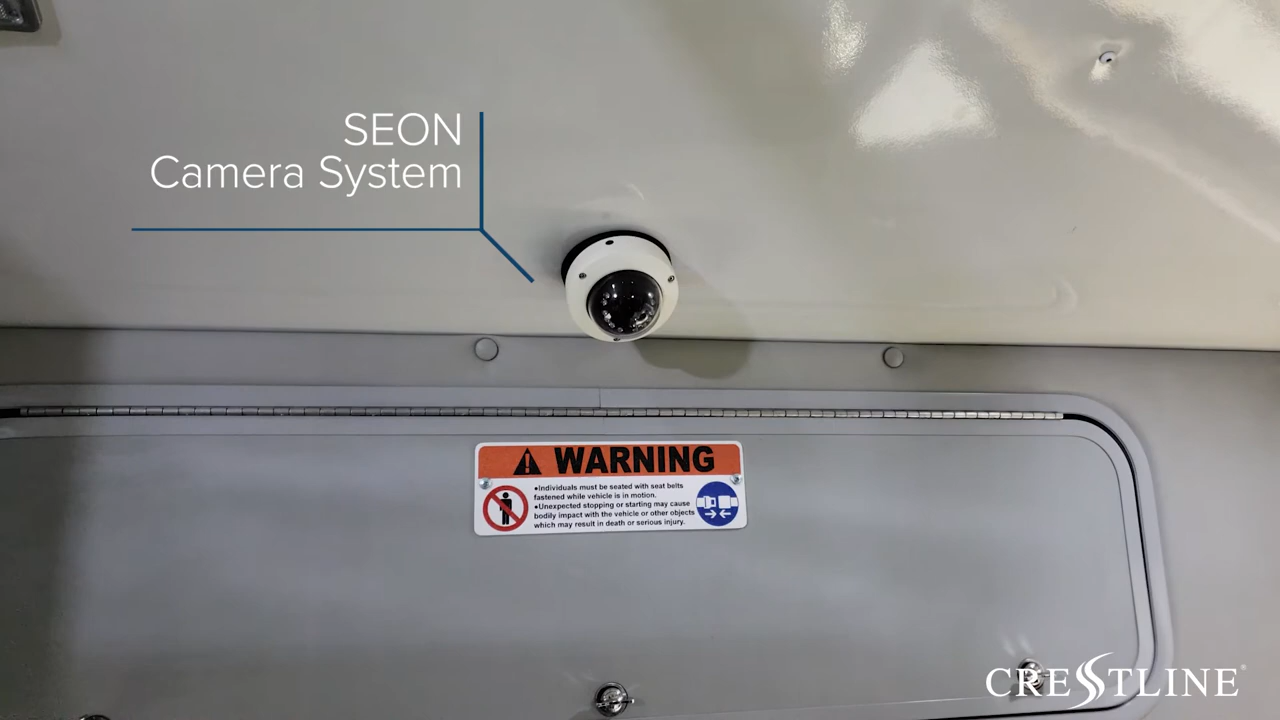 SEON
Camera System
WARNING
•Individuals must be seated with seat belts
fastened while vehicle is in motion.
•Unexpected stopping or starting may cause
bodily impact with the vehicle or other objects
which may result in death or serious injury.
CRESTLINE®